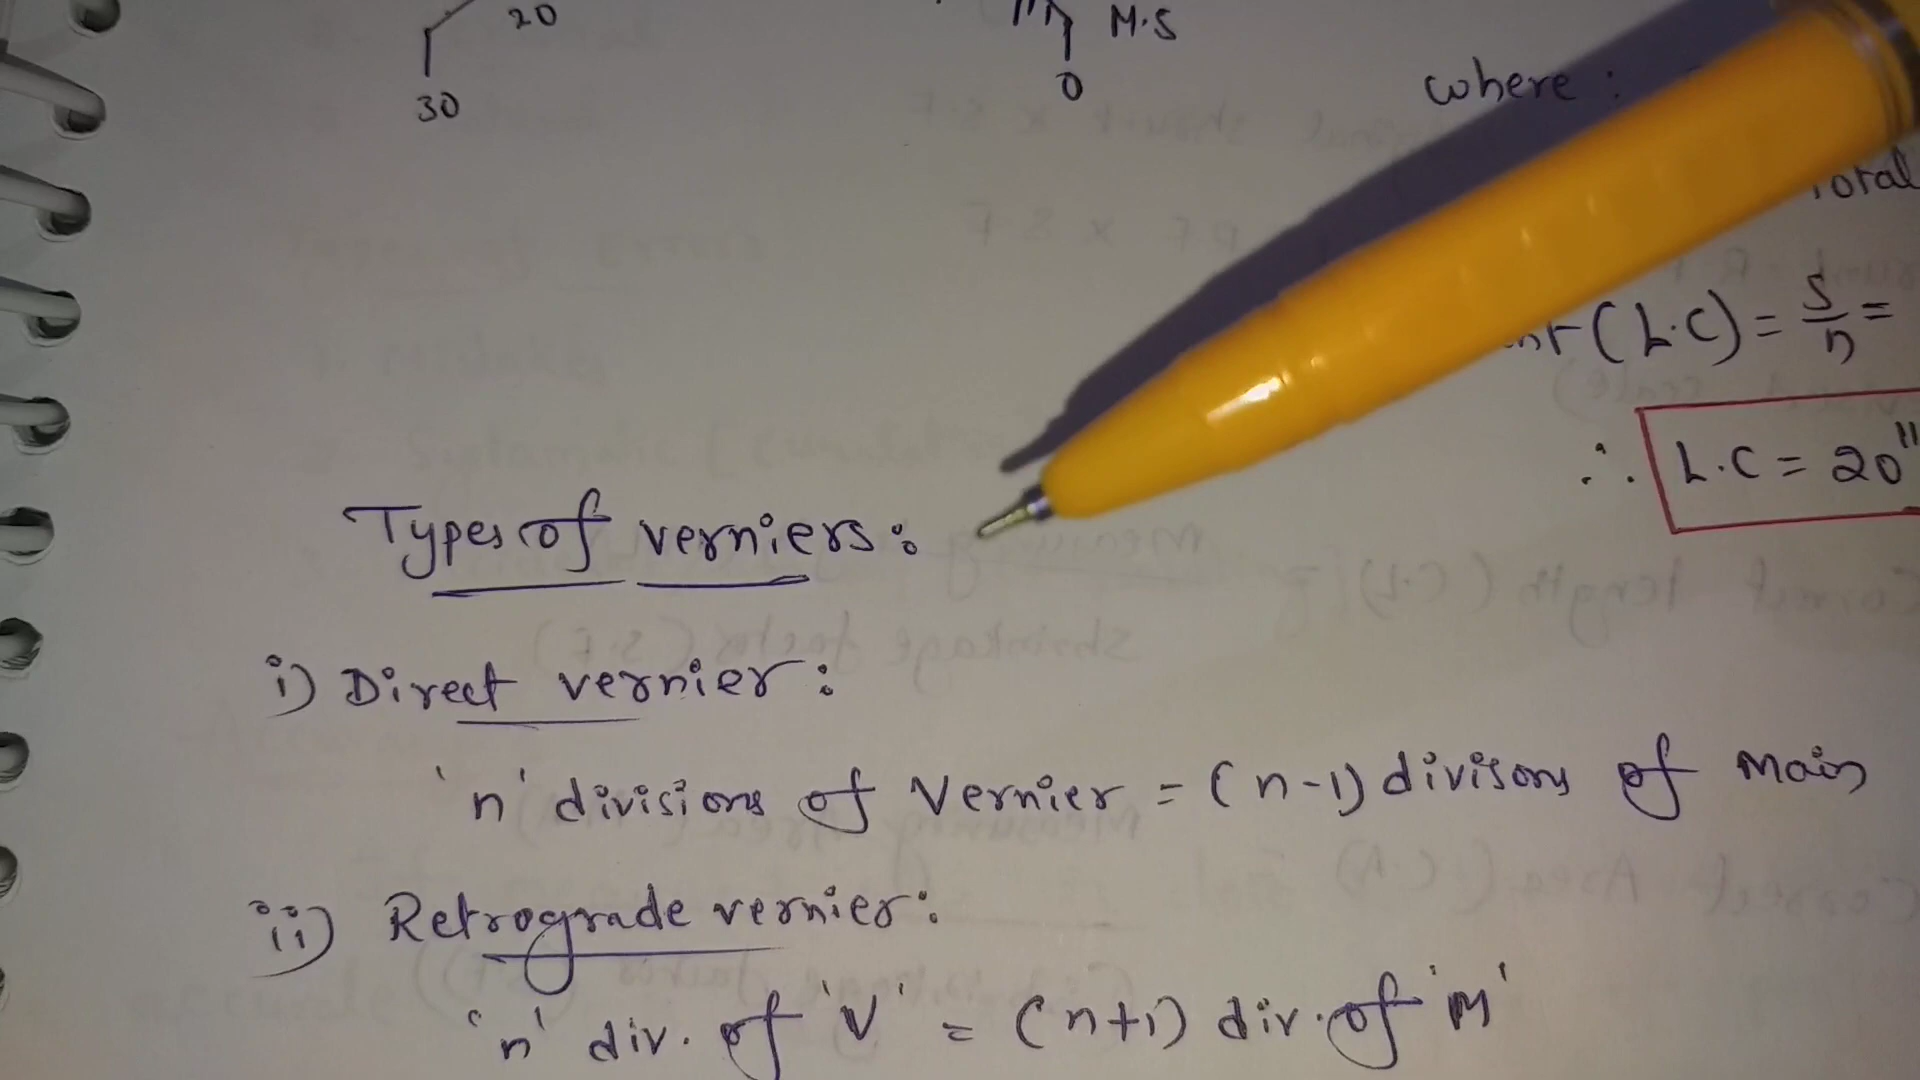 20
M.S
30
0
where :
Total
(L.C) = s/n =
∴ L.C = 20"
Types of verniers:
i) Direct vernier:
'n' divisions of Vernier = (n-1) divisons of main
ii) Retrograde vernier:
'n' div. of 'V' = (n+1) div. of 'M'